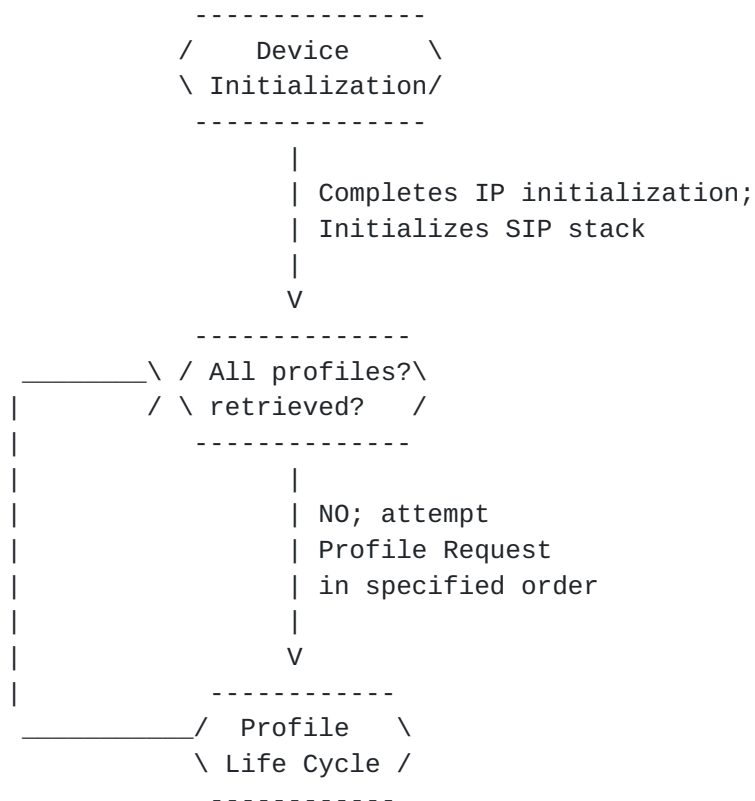 Device
Initialization
Completes IP initialization;
Initializes SIP stack
V
All profiles?
retrieved?
NO; attempt
Profile Request
in specified order
V
Profile
Life Cycle